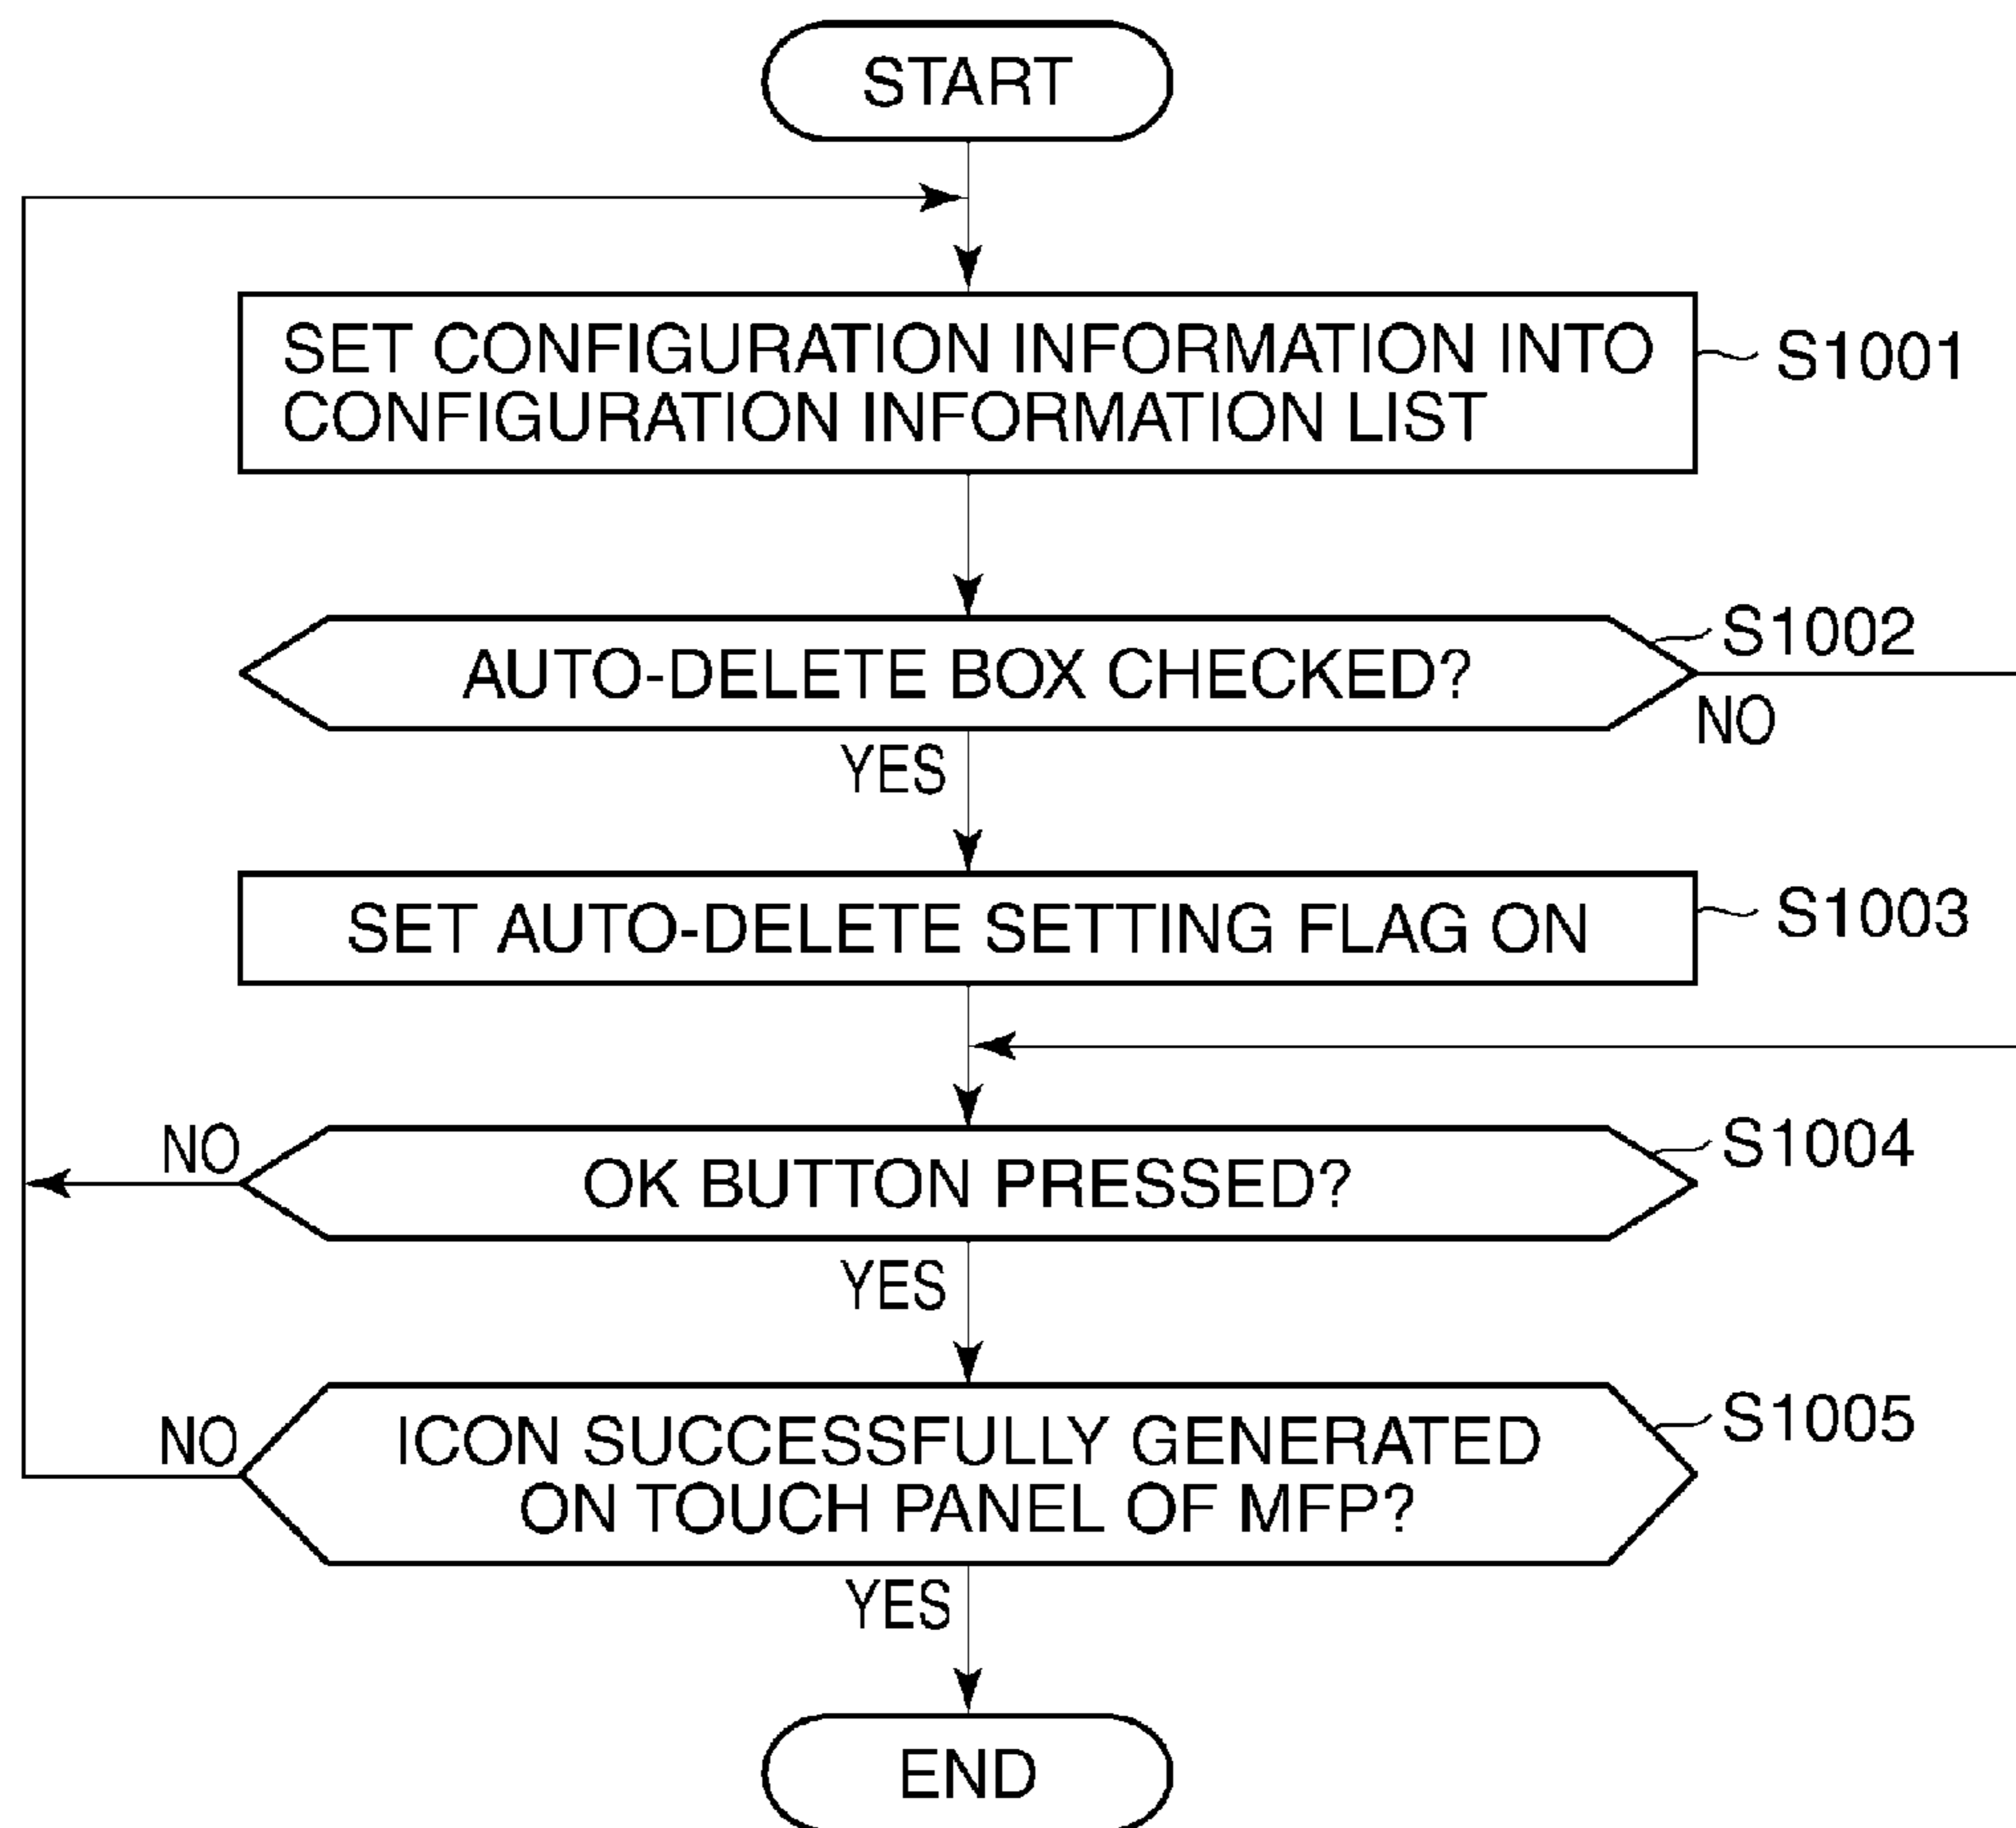 START
SET CONFIGURATION INFORMATION INTO
CONFIGURATION INFORMATION LIST
S1001
AUTO-DELETE BOX CHECKED?
S1002
NO
YES
SET AUTO-DELETE SETTING FLAG ON
S1003
OK BUTTON PRESSED?
S1004
NO
YES
ICON SUCCESSFULLY GENERATED
ON TOUCH PANEL OF MFP?
S1005
NO
YES
END